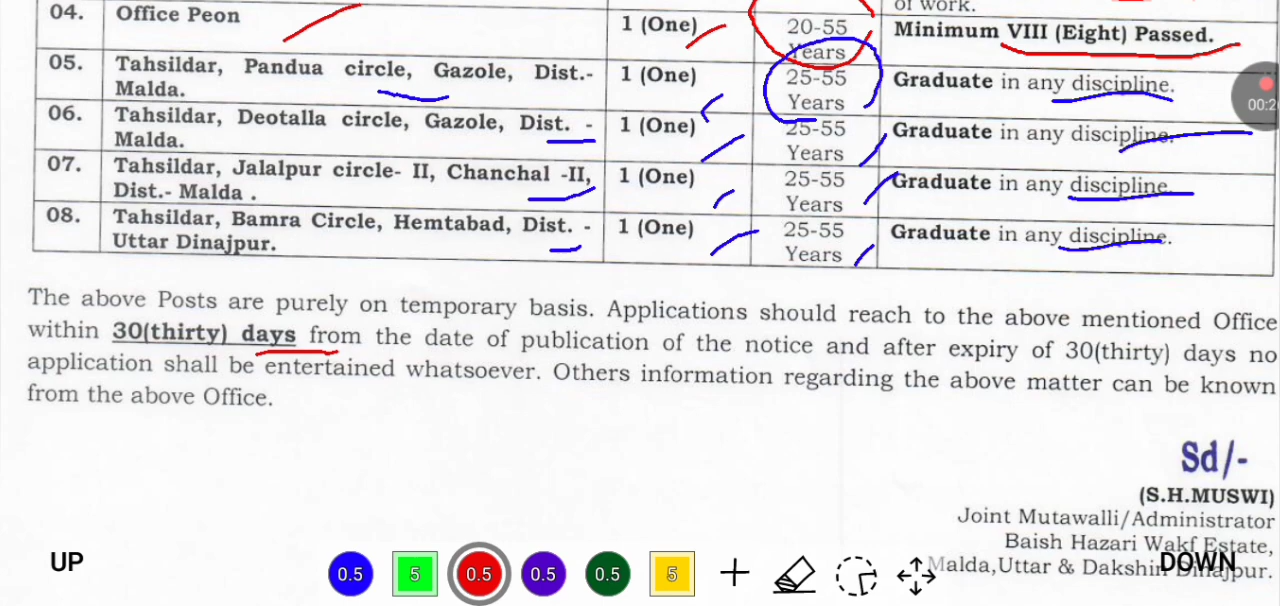 of work.
04. Office Peon 1 (One) 20-55 Years Minimum VIII (Eight) Passed.
05. Tahsildar, Pandua circle, Gazole, Dist.- 1 (One) 25-55 Graduate in any discipline.
Malda. Years
06. Tahsildar, Deotalla circle, Gazole, Dist. - 1 (One) 25-55 Graduate in any discipline.
Malda. Years
07. Tahsildar, Jalalpur circle- II, Chanchal -II, 1 (One) 25-55 Graduate in any discipline.
Dist.- Malda . Years
08. Tahsildar, Bamra Circle, Hemtabad, Dist. - 1 (One) 25-55 Graduate in any discipline.
Uttar Dinajpur. Years
00:2
The above Posts are purely on temporary basis. Applications should reach to the above mentioned Office
within 30(thirty) days from the date of publication of the notice and after expiry of 30(thirty) days no
application shall be entertained whatsoever. Others information regarding the above matter can be known
from the above Office.
Sd/-
(S.H.MUSWI)
Joint Mutawalli/Administrator
Baish Hazari Wakf Estate,
Malda,Uttar & Dakshin Dinajpur.
UP
0.5 5 0.5 0.5 0.5 5
DOWN